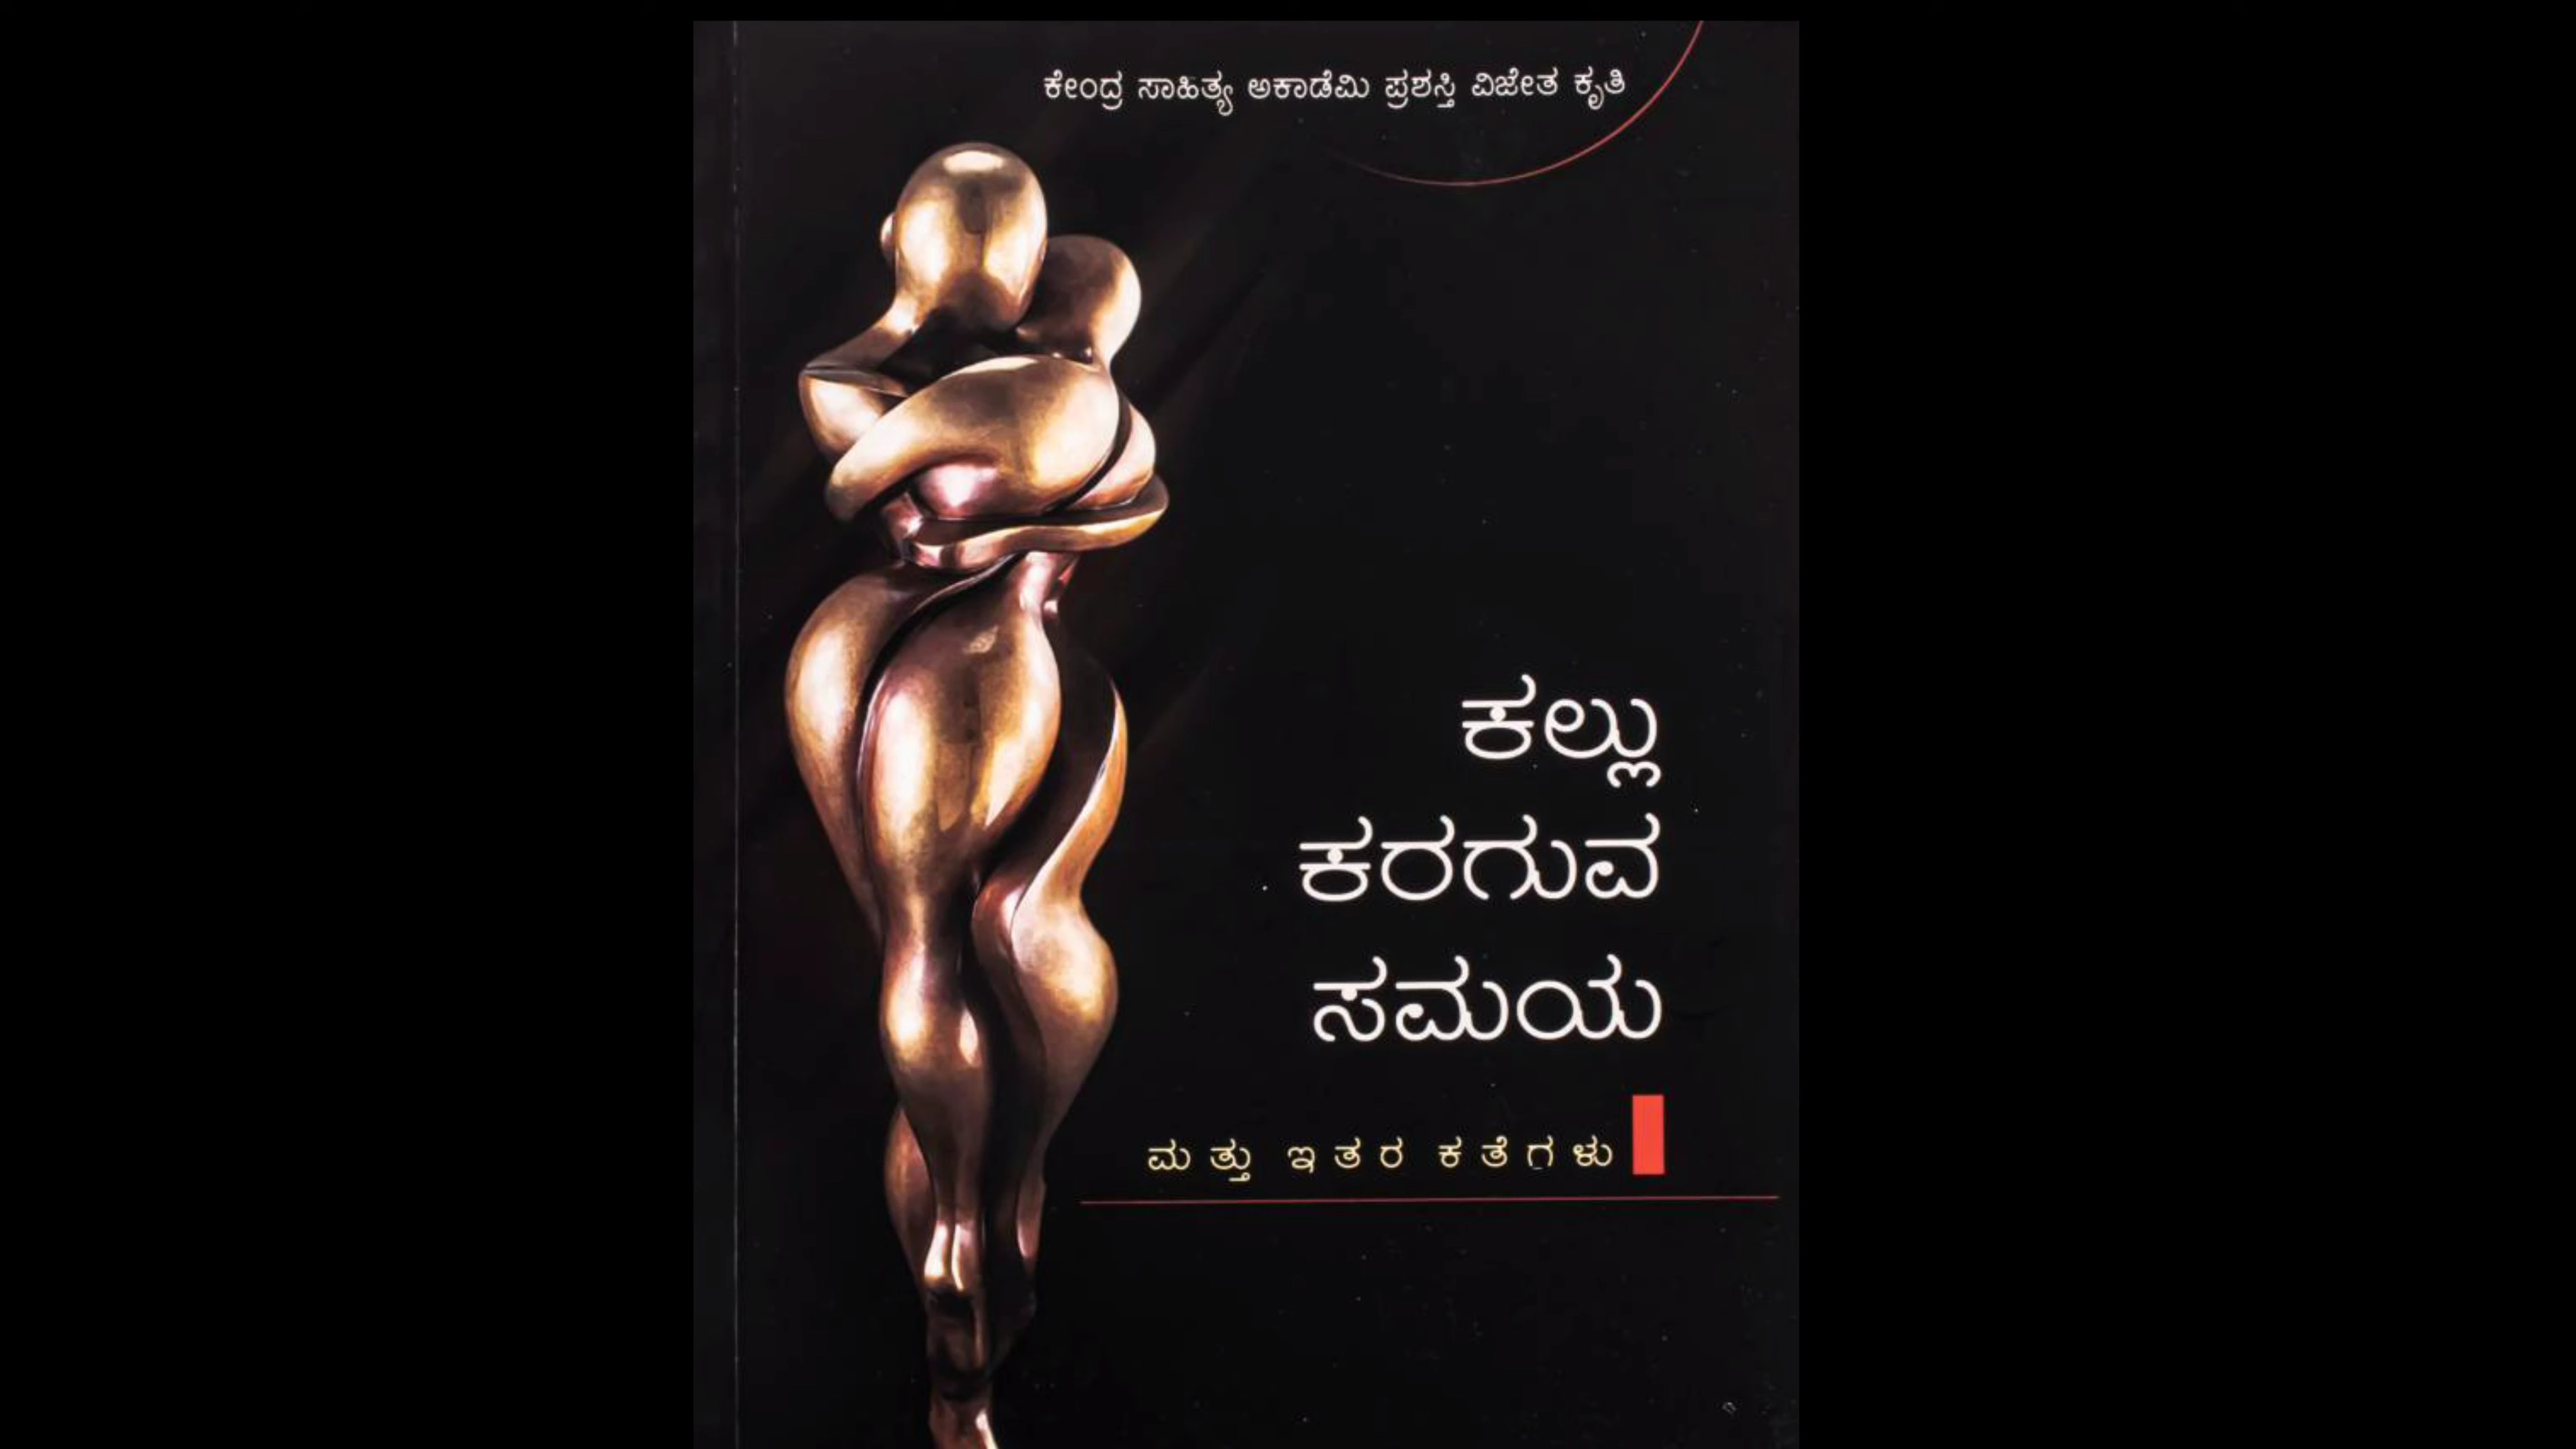 ಕೇಂದ್ರ ಸಾಹಿತ್ಯ ಅಕಾಡೆಮಿ ಪ್ರಶಸ್ತಿ ವಿಜೇತ ಕೃತಿ
ಕಲ್ಲು
ಕರಗುವ
ಸಮಯ
ಮತ್ತು ಇತರ ಕತೆಗಳು